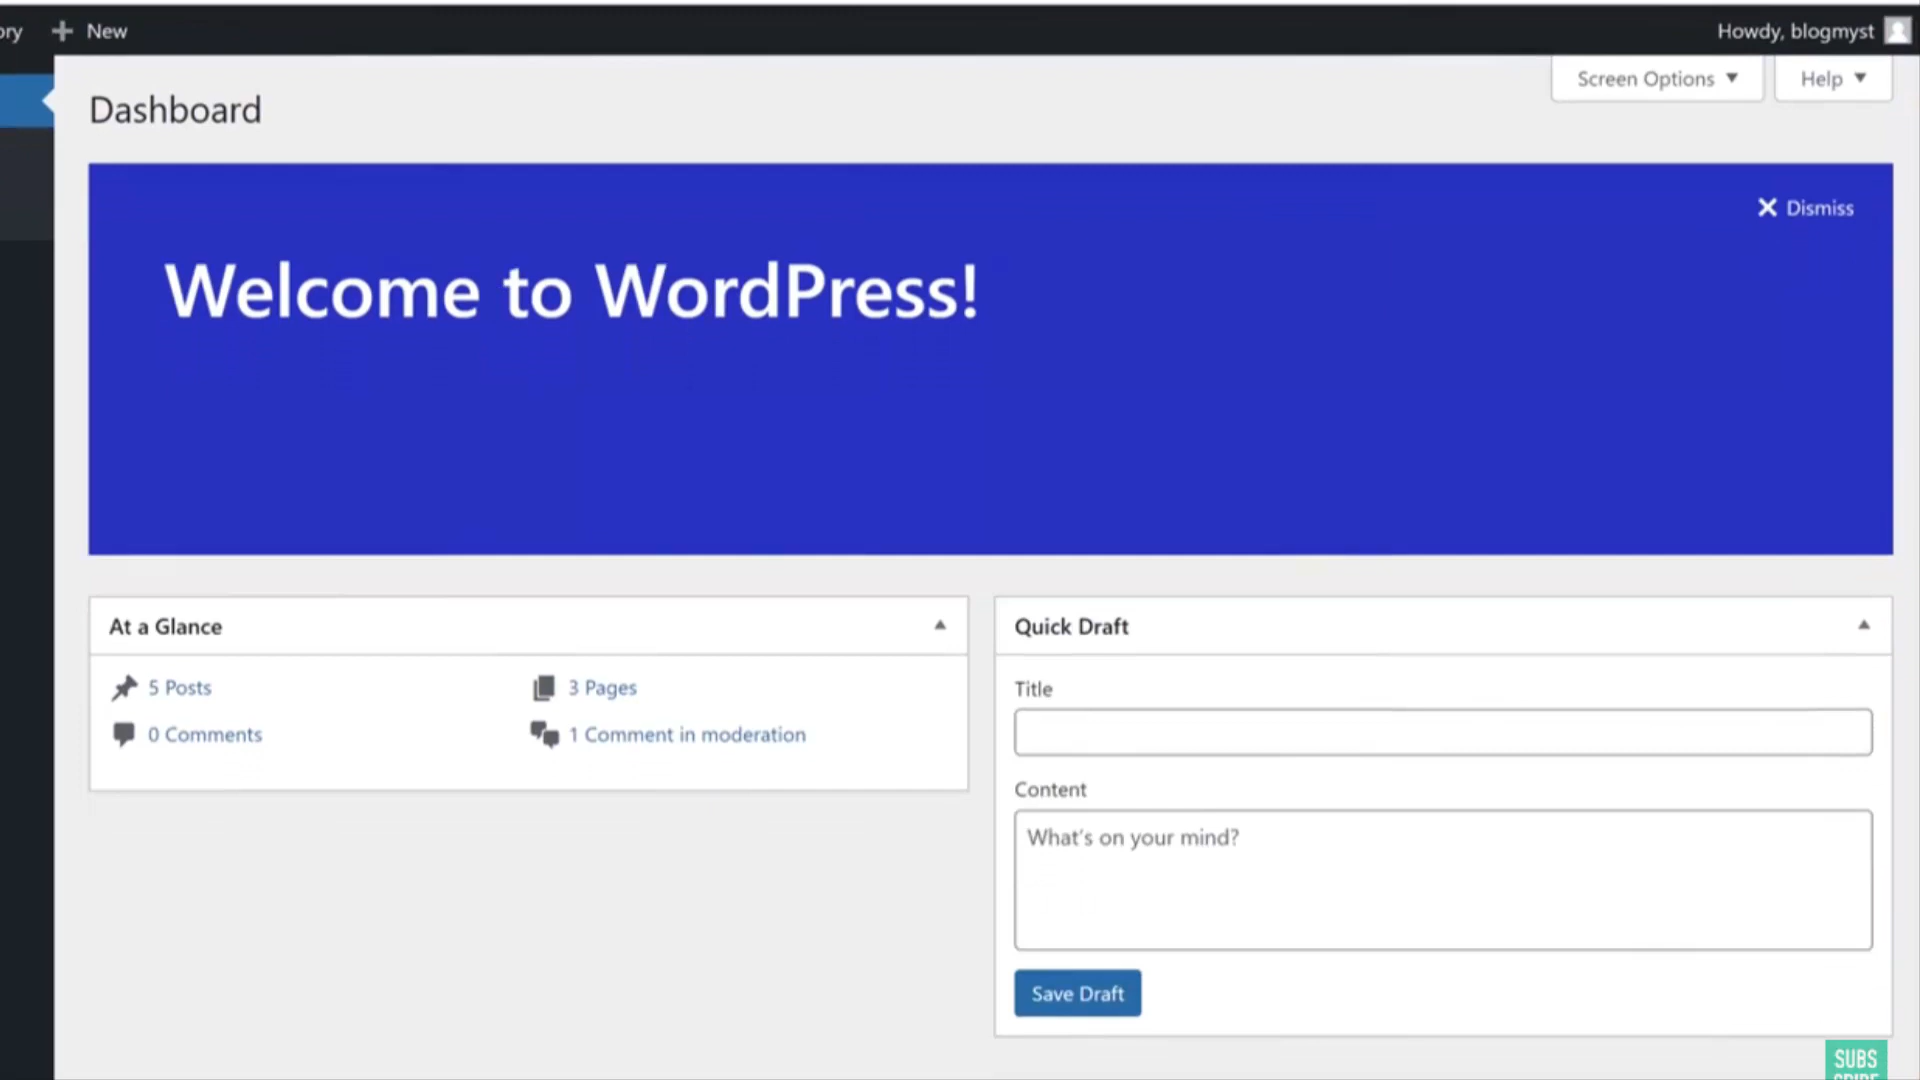 ory New Howdy, blogmyst
Screen Options Help
Dashboard
Dismiss
Welcome to WordPress!
At a Glance
5 Posts 3 Pages
0 Comments 1 Comment in moderation
Quick Draft
Title
Content
What's on your mind?
Save Draft
SUBS
CRIBE